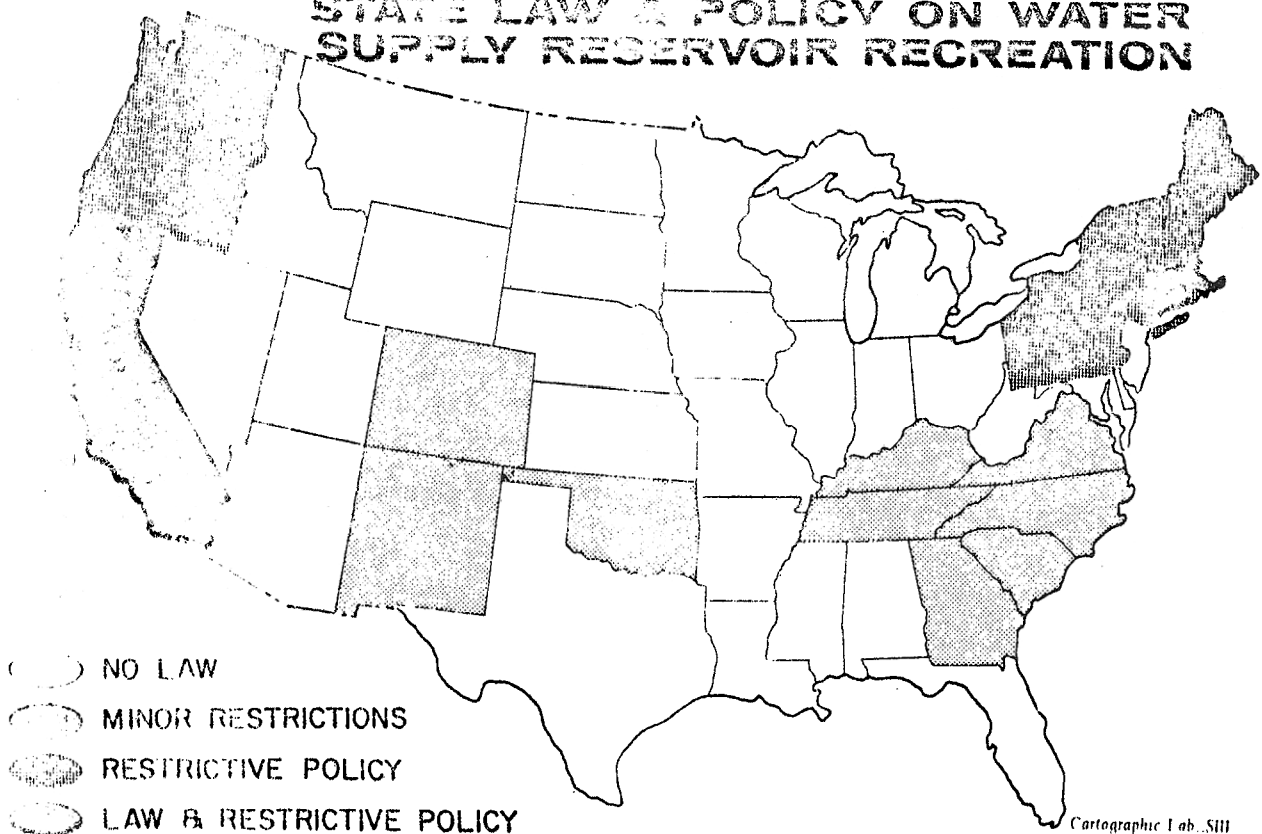 STATE LAW & POLICY ON WATER
SUPPLY RESERVOIR RECREATION
NO LAW
MINOR RESTRICTIONS
RESTRICTIVE POLICY
LAW & RESTRICTIVE POLICY
Cartographic Lab., SIU